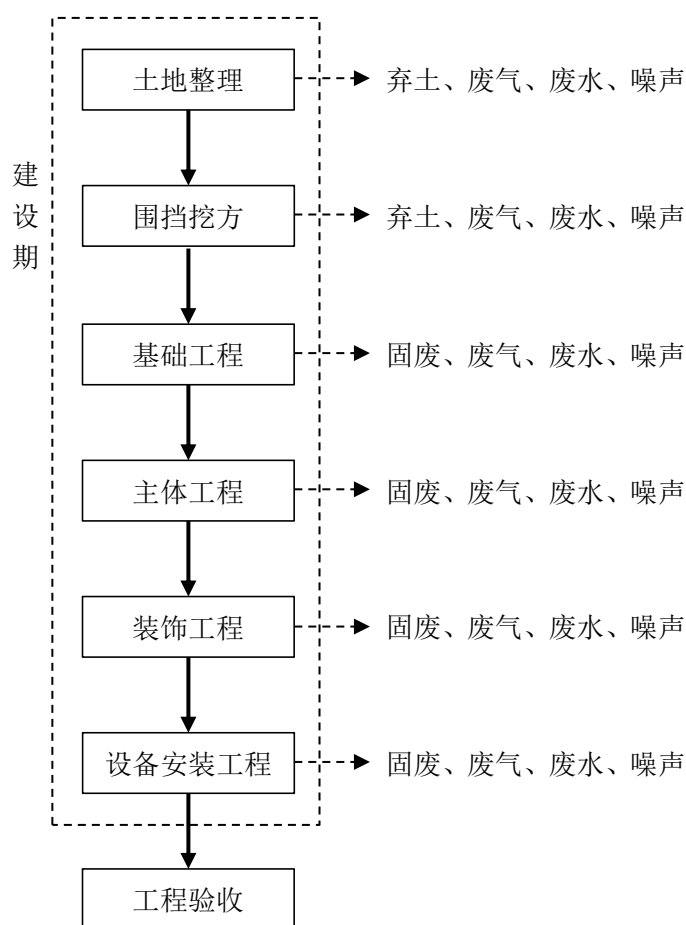 土地整理
弃土、废气、废水、噪声
建设期
围挡挖方
弃土、废气、废水、噪声
基础工程
固废、废气、废水、噪声
主体工程
固废、废气、废水、噪声
装饰工程
固废、废气、废水、噪声
设备安装工程
固废、废气、废水、噪声
工程验收